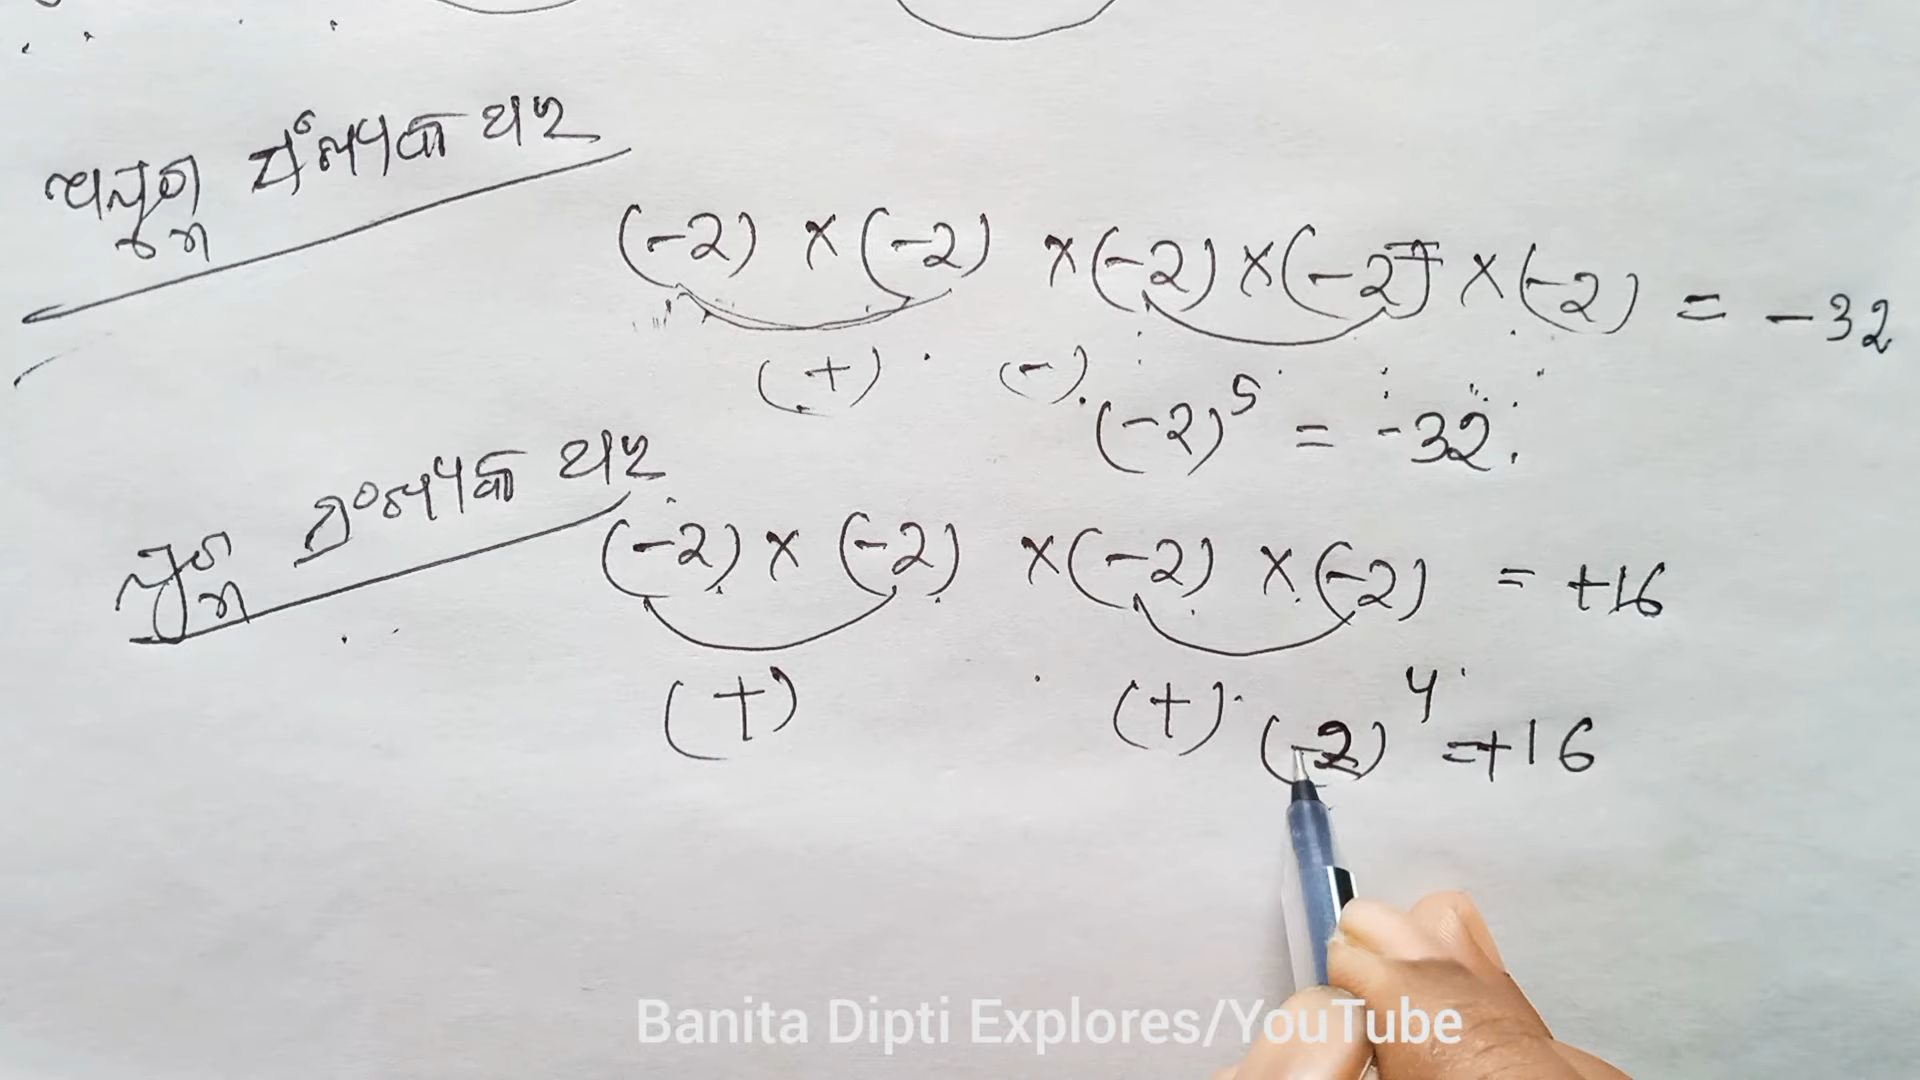 ଅଯୁଗ୍ମ ସଂଖ୍ୟକ ଥର
(-2) × (-2) × (-2) × (-2) × (-2) = -32
(+) (-)
(-2)⁵ = -32
ଯୁଗ୍ମ ସଂଖ୍ୟକ ଥର
(-2) × (-2) × (-2) × (-2) = +16
(+) (+)
(-2)⁴ = +16
Banita Dipti Explores/YouTube